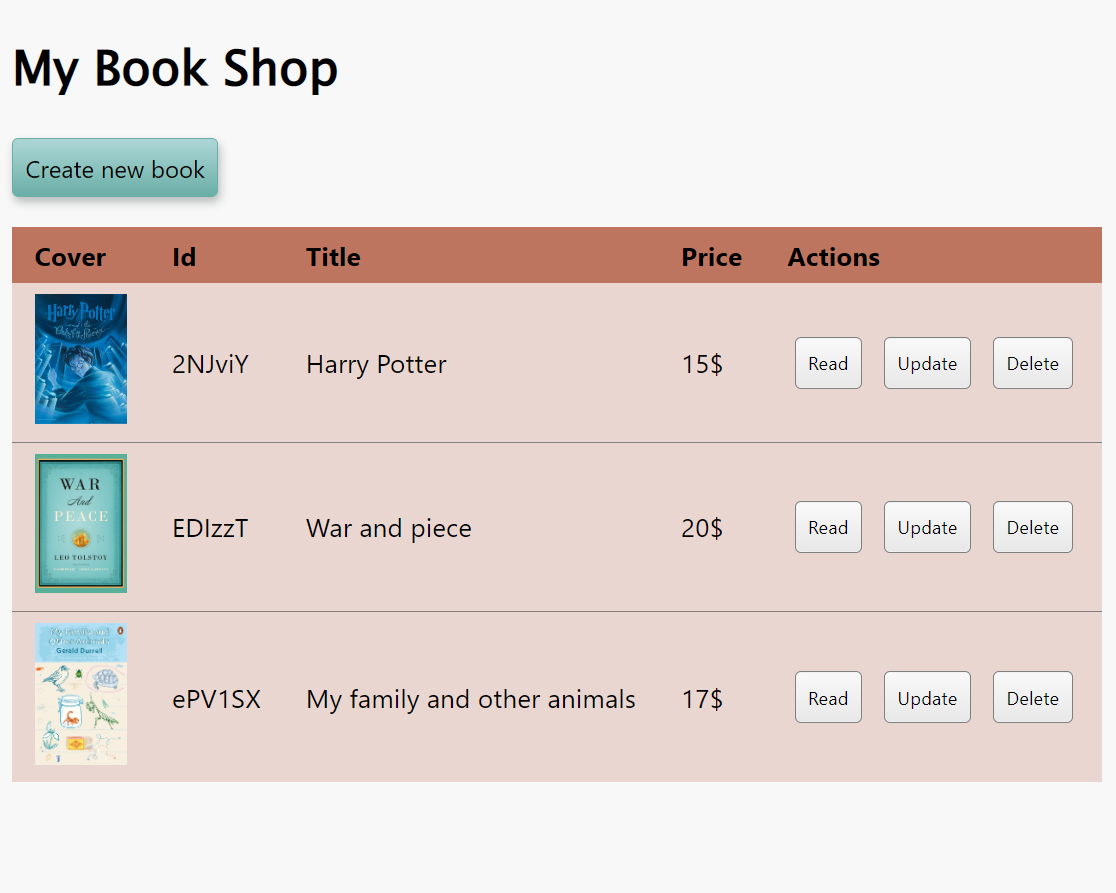 My Book Shop
Create new book
Cover Id Title Price Actions
Harry Potter
and the
Order of the Phoenix
2NJviY Harry Potter 15$ Read Update Delete
WAR
And
PEACE
LEO TOLSTOY
EDIzzT War and piece 20$ Read Update Delete
My Family and
Other Animals
Gerald Durrell
ePV1SX My family and other animals 17$ Read Update Delete